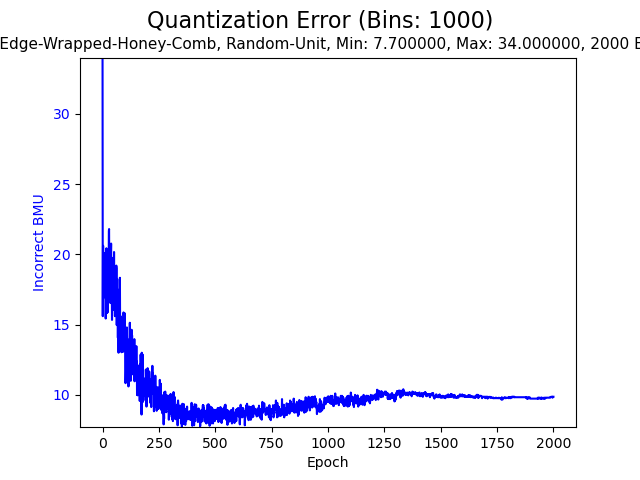 Quantization Error (Bins: 1000)
Edge-Wrapped-Honey-Comb, Random-Unit, Min: 7.700000, Max: 34.000000, 2000 E
30
25
20
15
10
Incorrect BMU
0 250 500 750 1000 1250 1500 1750 2000
Epoch